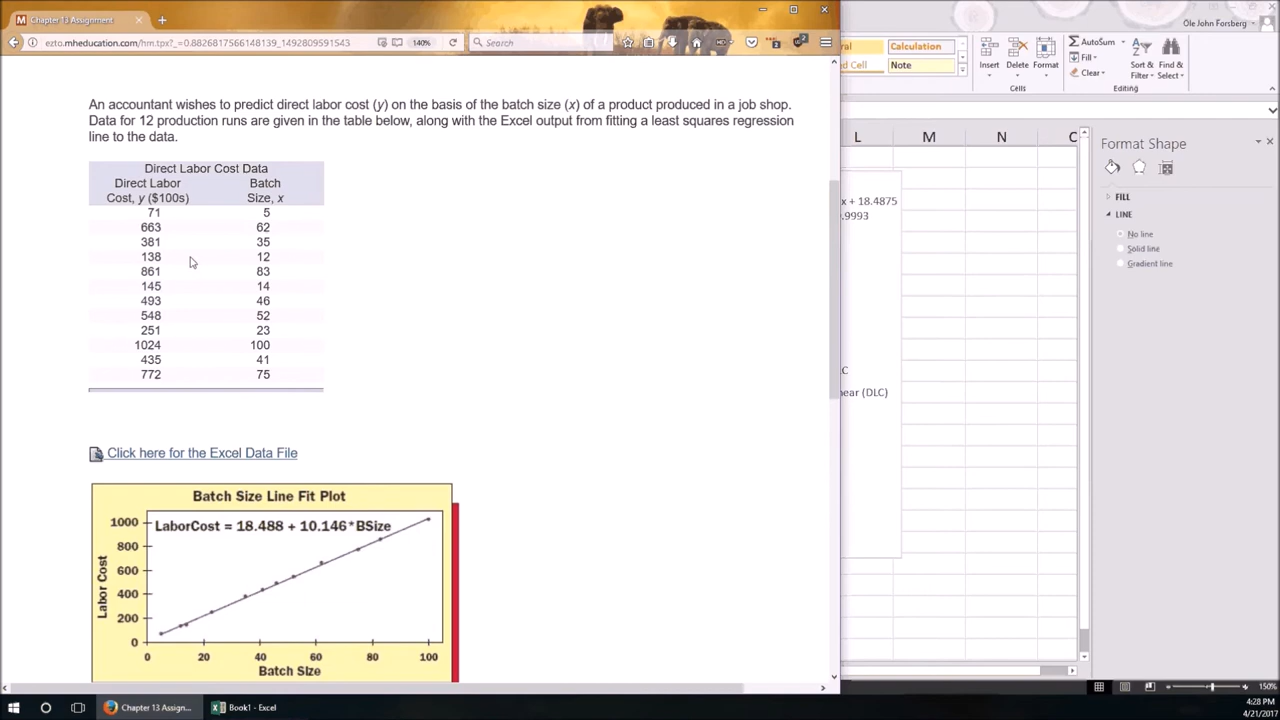 Chapter 13 Assignment
ezto.mheducation.com/hm.tpx?_=0.8826817566148139_1492809591543
140%
Search
An accountant wishes to predict direct labor cost (y) on the basis of the batch size (x) of a product produced in a job shop.
Data for 12 production runs are given in the table below, along with the Excel output from fitting a least squares regression
line to the data.
Direct Labor Cost Data
Direct Labor Batch
Cost, y ($100s) Size, x
71 5
663 62
381 35
138 12
861 83
145 14
493 46
548 52
251 23
1024 100
435 41
772 75
Click here for the Excel Data File
Batch Size Line Fit Plot
LaborCost = 18.488 + 10.146*BSize
Labor Cost
1000
800
600
400
200
0
0 20 40 60 80 100
Batch Size
Ole John Forsberg
ral Calculation
d Cell Note
Insert Delete Format
Cells
AutoSum
Fill
Clear
Sort & Filter
Find & Select
Editing
L M N C
x + 18.4875
.9993
LC
near (DLC)
Format Shape
FILL
LINE
No line
Solid line
Gradient line
150%
Chapter 13 Assign...
Book1 - Excel
4:28 PM
4/21/2017